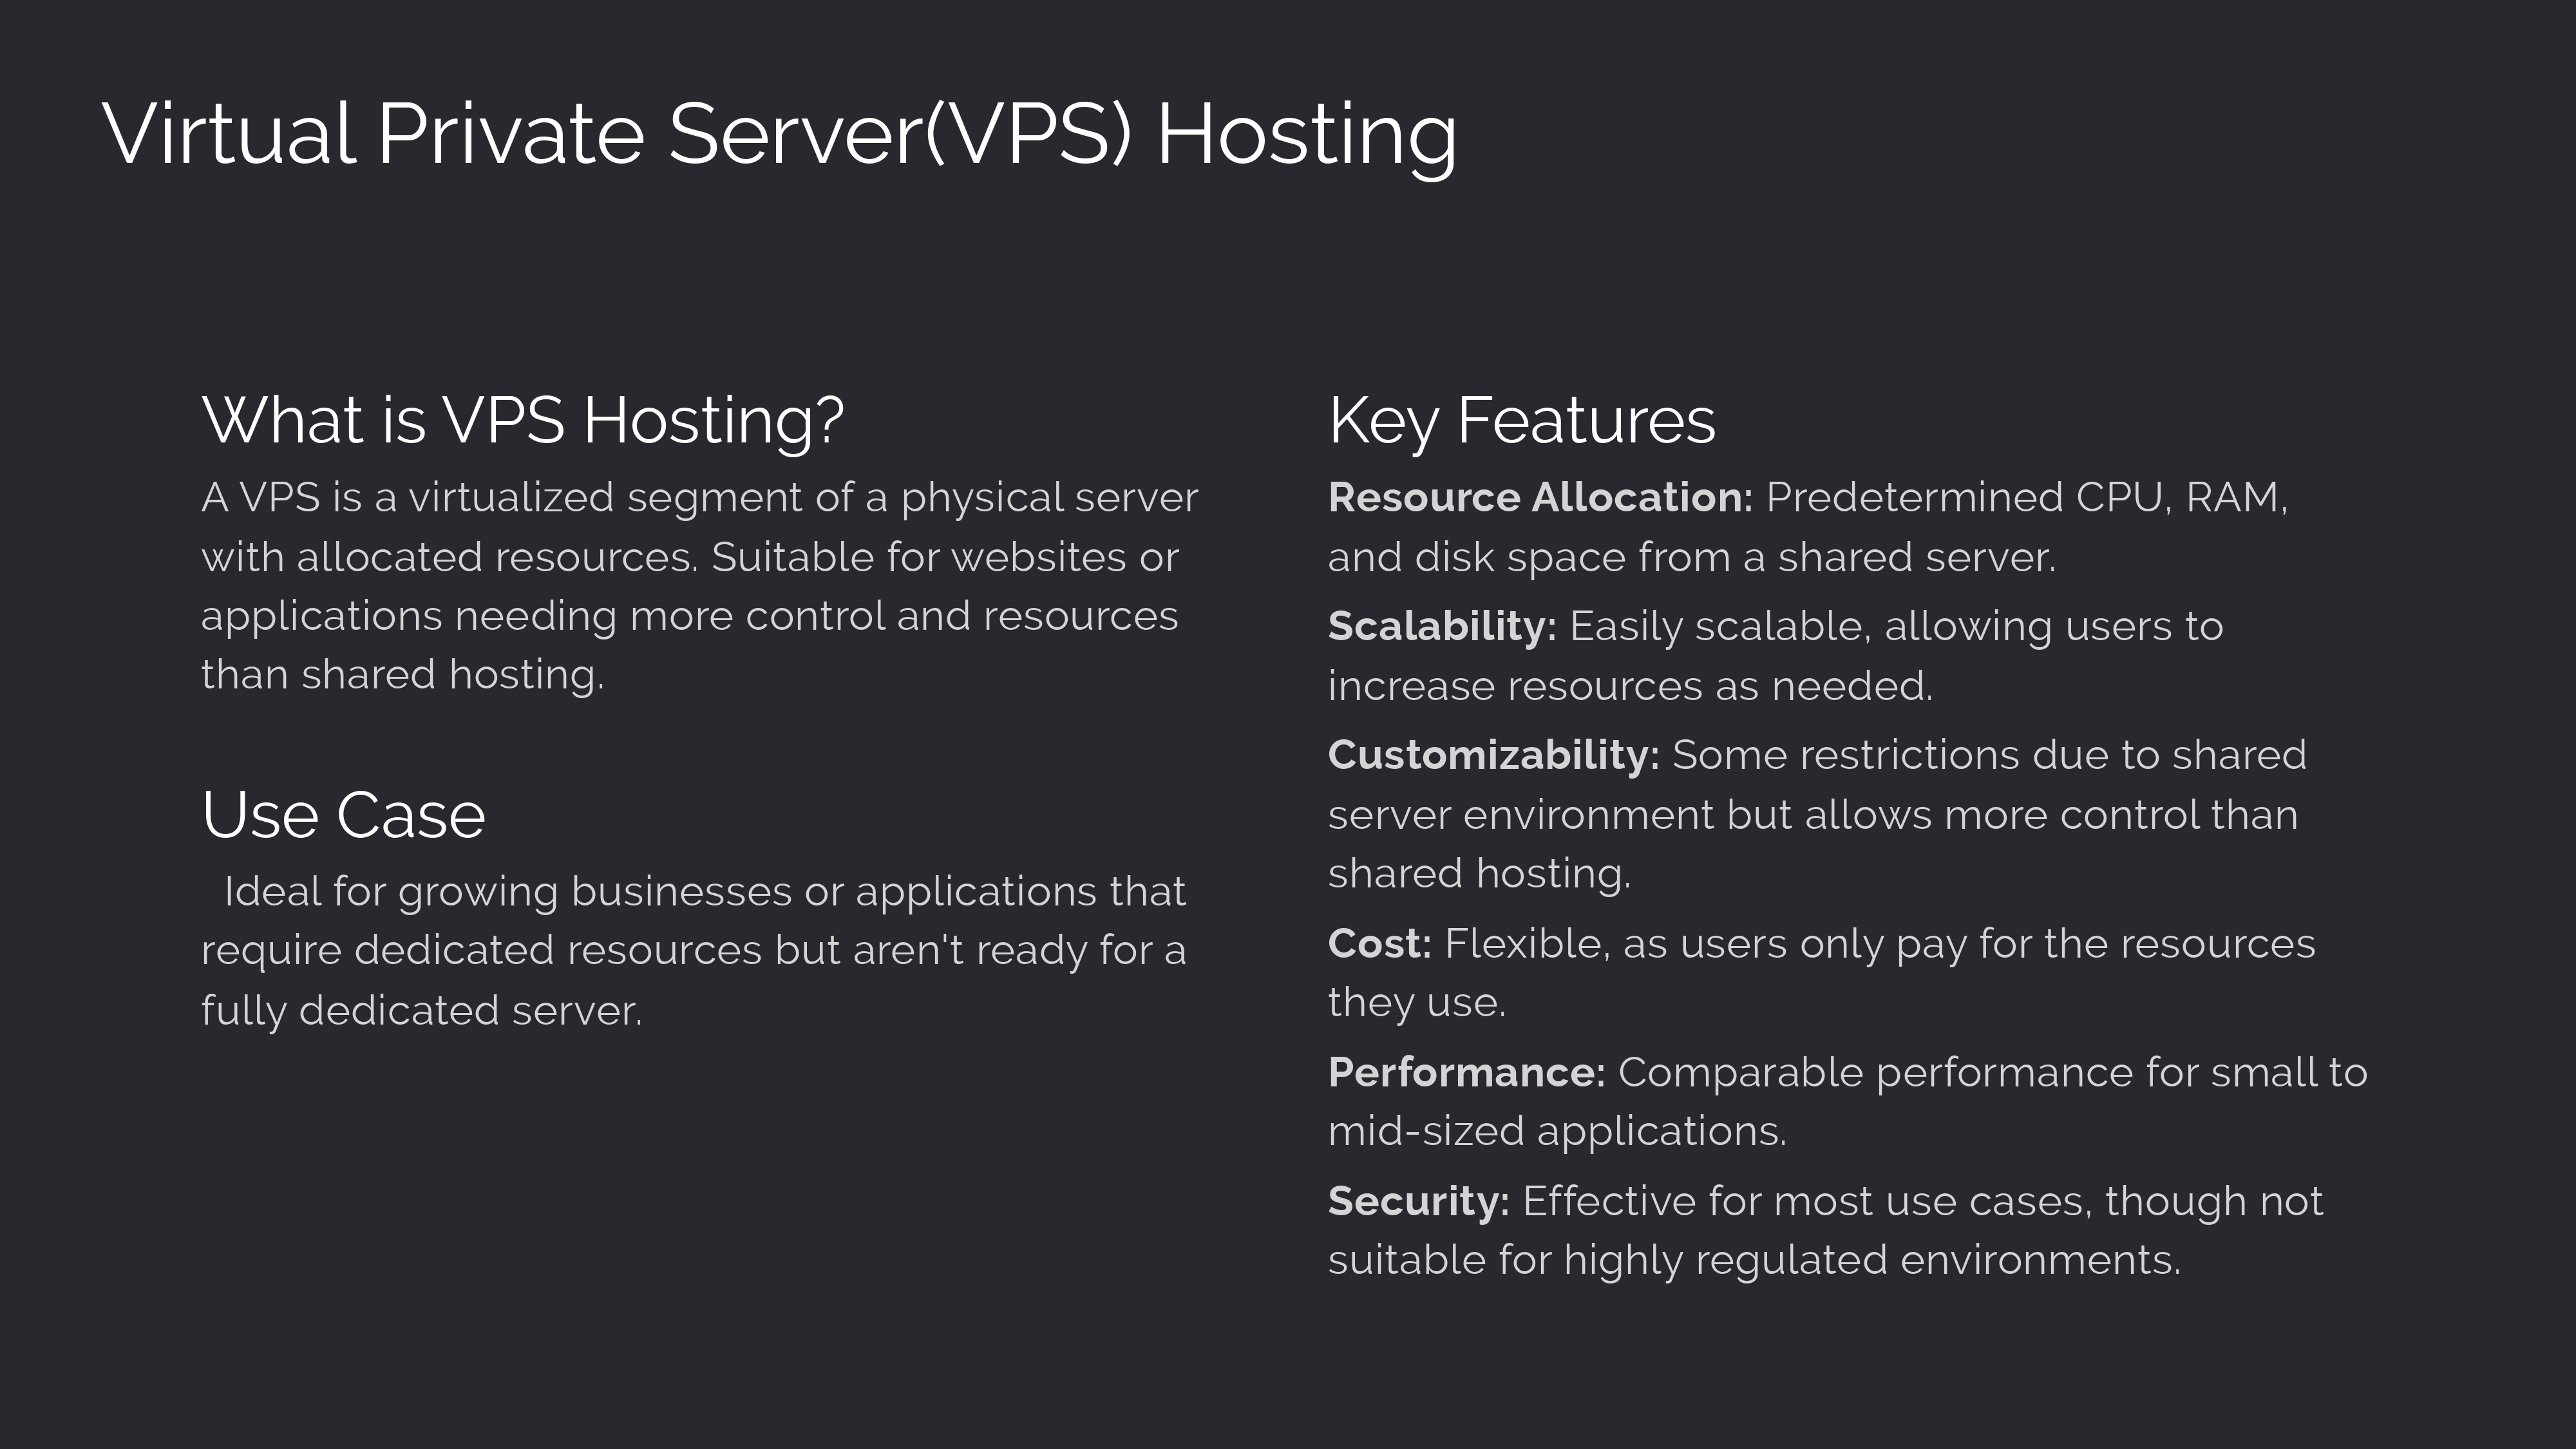 Virtual Private Server(VPS) Hosting
What is VPS Hosting?
A VPS is a virtualized segment of a physical server
with allocated resources. Suitable for websites or
applications needing more control and resources
than shared hosting.
Use Case
Ideal for growing businesses or applications that
require dedicated resources but aren't ready for a
fully dedicated server.
Key Features
Resource Allocation: Predetermined CPU, RAM,
and disk space from a shared server.
Scalability: Easily scalable, allowing users to
increase resources as needed.
Customizability: Some restrictions due to shared
server environment but allows more control than
shared hosting.
Cost: Flexible, as users only pay for the resources
they use.
Performance: Comparable performance for small to
mid-sized applications.
Security: Effective for most use cases, though not
suitable for highly regulated environments.